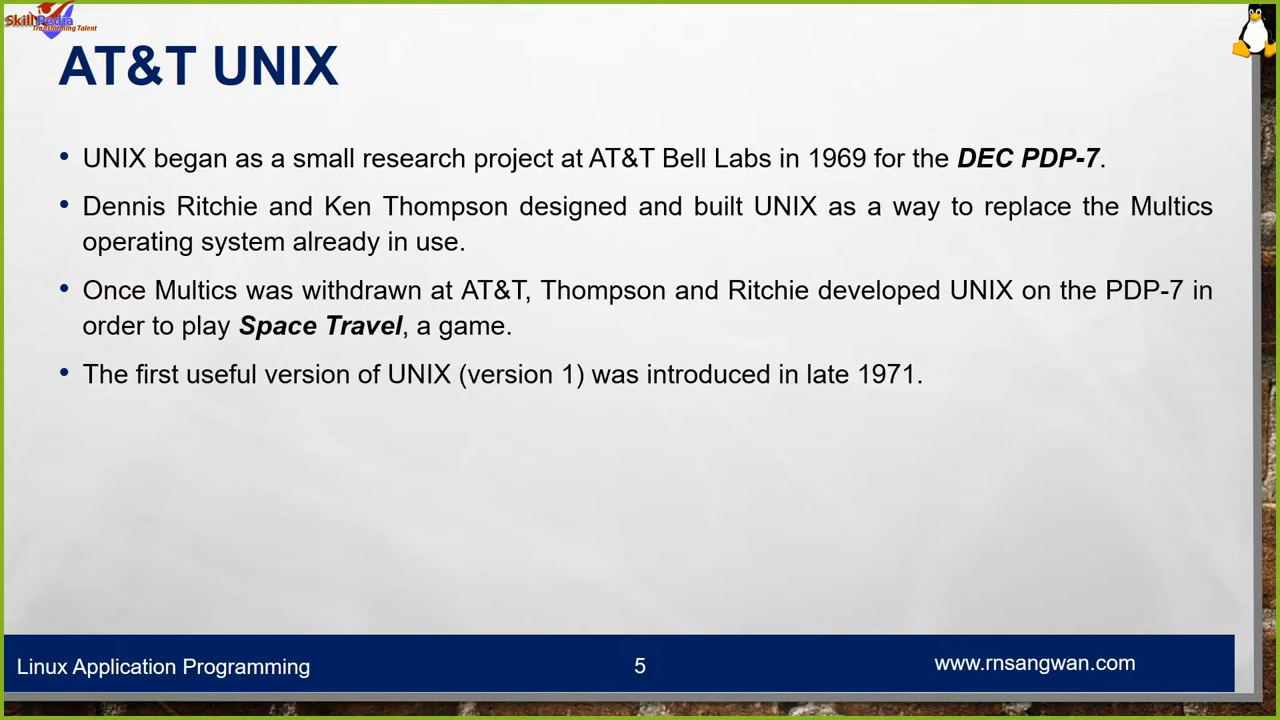 SkillPedia
Transforming Talent
AT&T UNIX
• UNIX began as a small research project at AT&T Bell Labs in 1969 for the DEC PDP-7.
• Dennis Ritchie and Ken Thompson designed and built UNIX as a way to replace the Multics
operating system already in use.
• Once Multics was withdrawn at AT&T, Thompson and Ritchie developed UNIX on the PDP-7 in
order to play Space Travel, a game.
• The first useful version of UNIX (version 1) was introduced in late 1971.
Linux Application Programming
5
www.rnsangwan.com